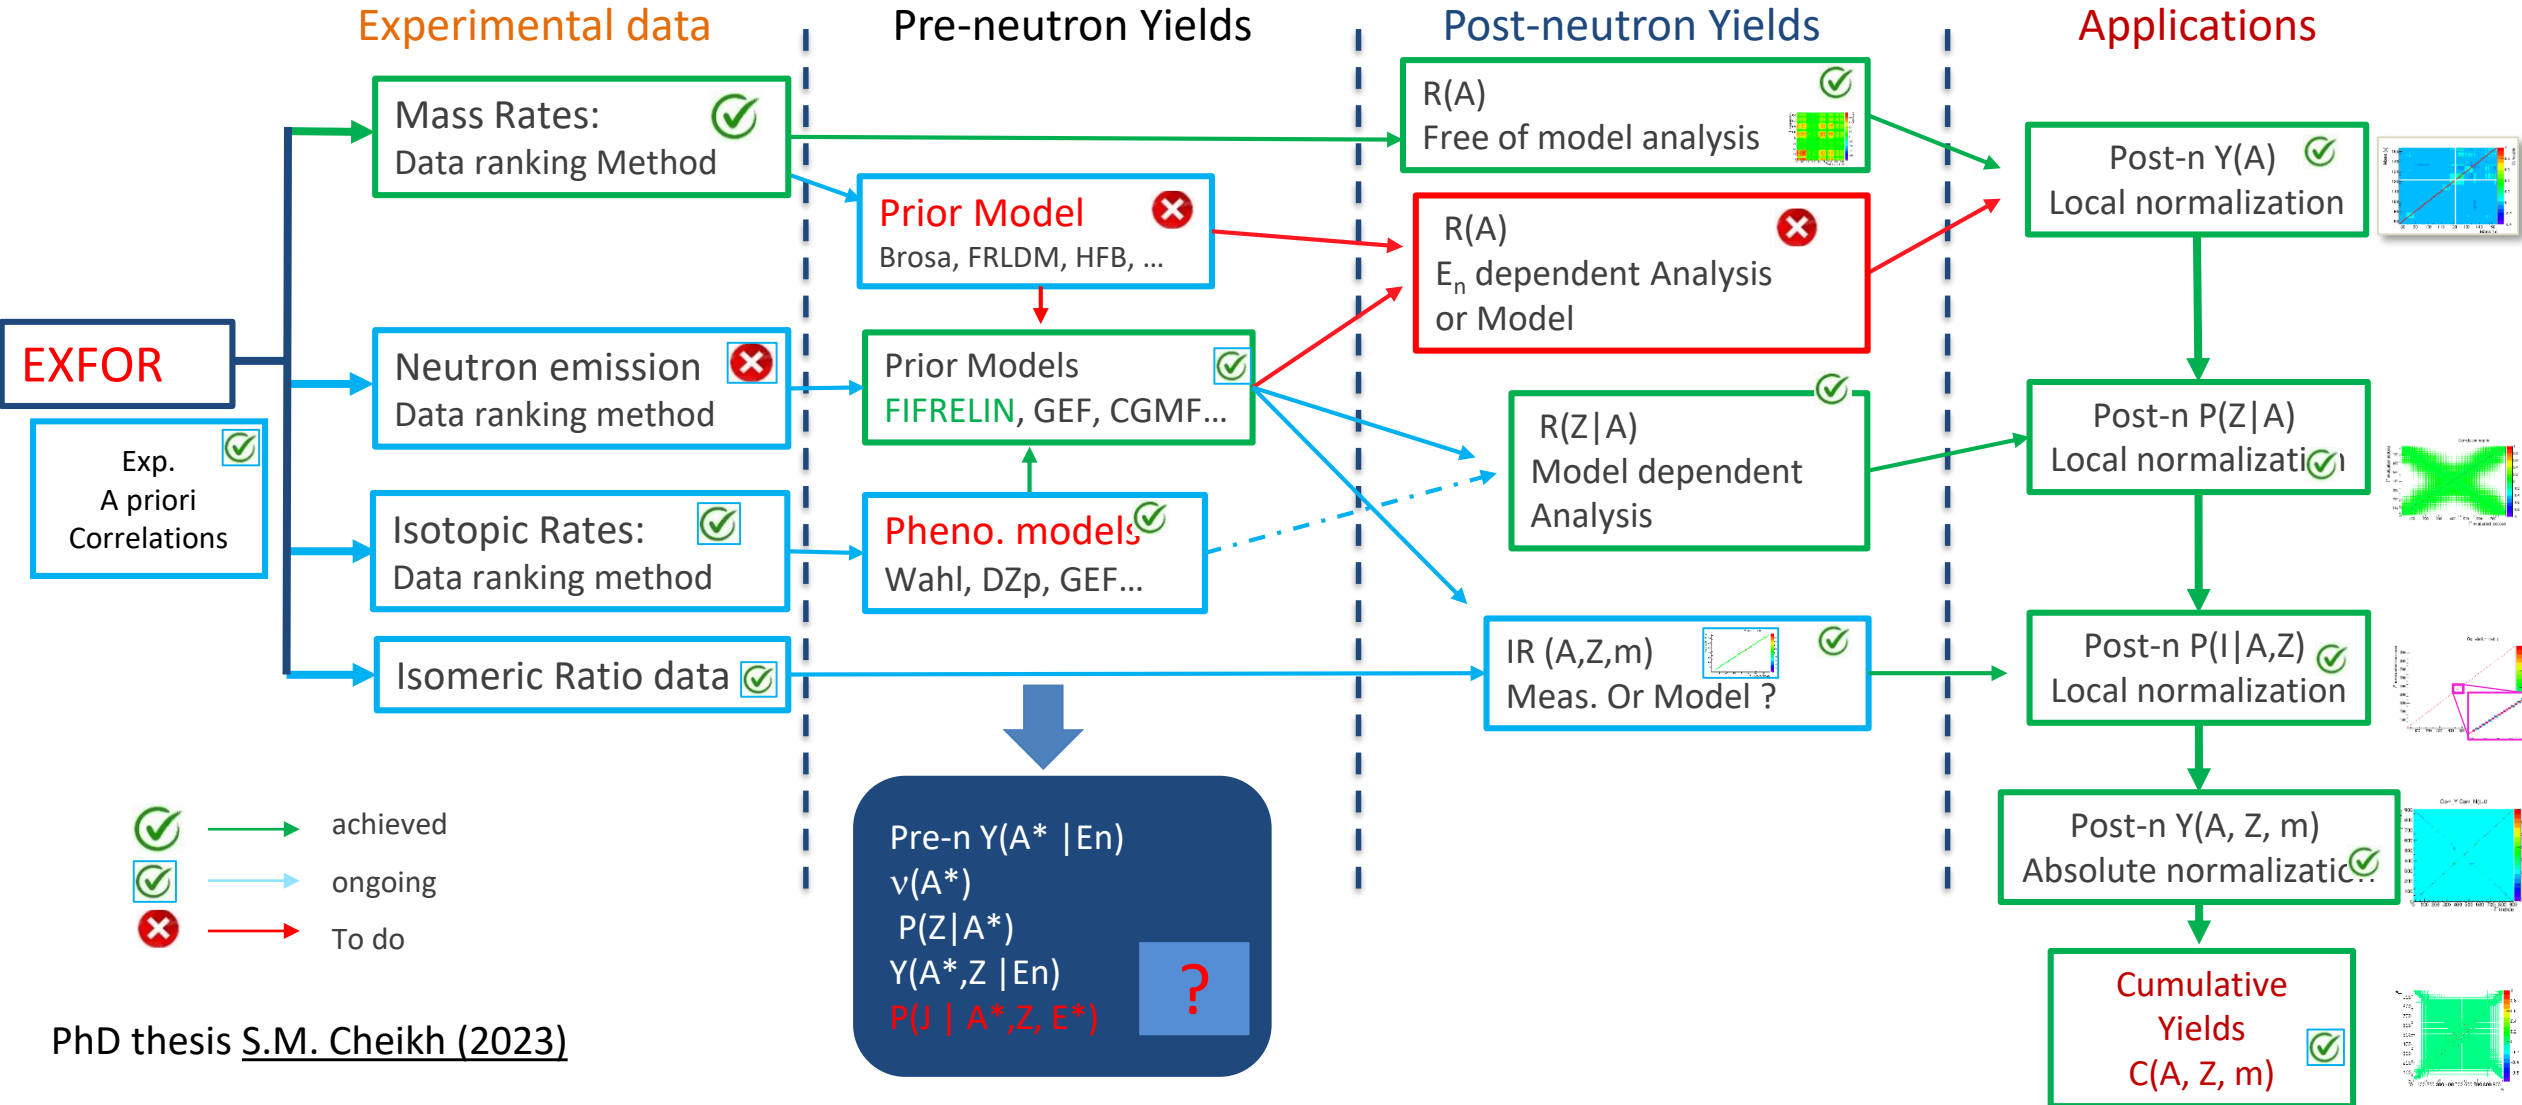 Experimental data
Pre-neutron Yields
Post-neutron Yields
Applications
Mass Rates:
Data ranking Method
R(A)
Free of model analysis
Post-n Y(A)
Local normalization
Prior Model
Brosa, FRLDM, HFB, ...
R(A)
En dependent Analysis
or Model
EXFOR
Neutron emission
Data ranking method
Prior Models
FIFRELIN, GEF, CGMF...
Post-n P(Z|A)
Local normalization
Exp.
A priori
Correlations
R(Z|A)
Model dependent
Analysis
Isotopic Rates:
Data ranking method
Pheno. models
Wahl, DZp, GEF...
Isomeric Ratio data
IR (A,Z,m)
Meas. Or Model ?
Post-n P(I|A,Z)
Local normalization
achieved
ongoing
To do
Pre-n Y(A* |En)
ν(A*)
P(Z|A*)
Y(A*,Z |En)
P(J | A*,Z, E*)
?
Post-n Y(A, Z, m)
Absolute normalization
Cumulative
Yields
C(A, Z, m)
PhD thesis S.M. Cheikh (2023)